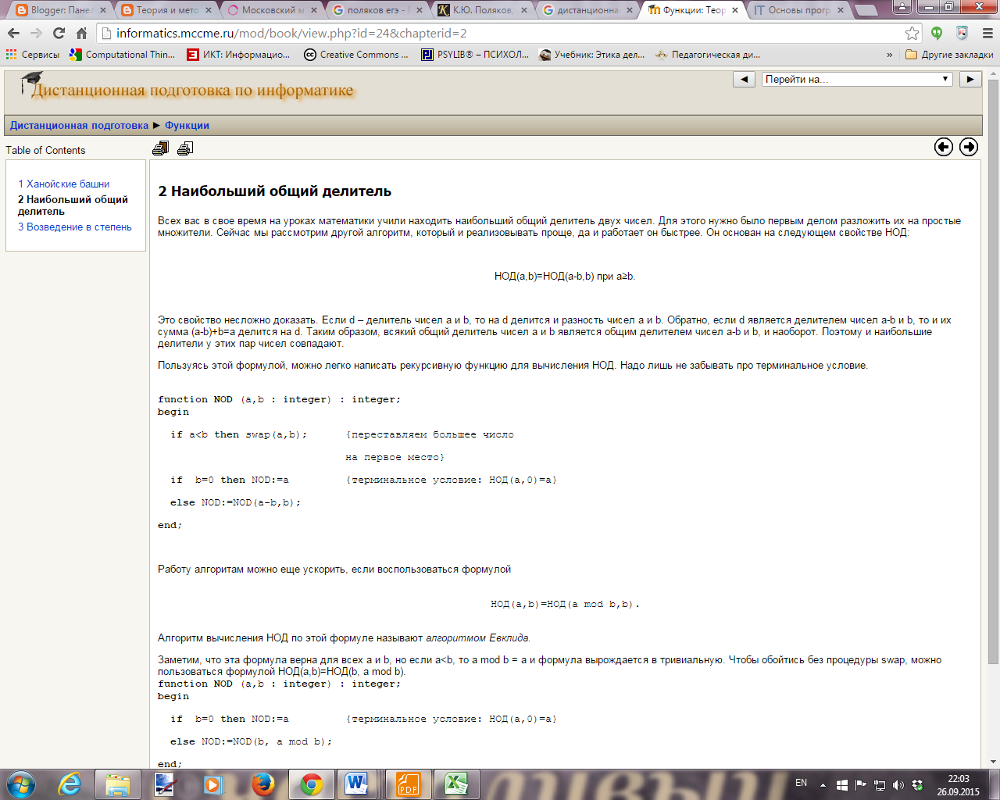 Blogger: Панел
Теория и мето
Московский м
поляков егэ - 
К.Ю. Поляков,
дистанционна
Функции: Теор
Основы прогр
informatics.mccme.ru/mod/book/view.php?id=24&chapterid=2
Сервисы
Computational Thin...
ИКТ: Информацио...
Creative Commons ...
PSYLIB® – ПСИХОЛ...
Учебник: Этика дел...
Педагогическая ди...
»
Другие закладки
Дистанционная подготовка по информатике
◄ Перейти на... ►
Дистанционная подготовка ► Функции
Table of Contents
1 Ханойские башни
2 Наибольший общий
делитель
3 Возведение в степень
2 Наибольший общий делитель
Всех вас в свое время на уроках математики учили находить наибольший общий делитель двух чисел. Для этого нужно было первым делом разложить их на простые
множители. Сейчас мы рассмотрим другой алгоритм, который и реализовывать проще, да и работает он быстрее. Он основан на следующем свойстве НОД:
НОД(a,b)=НОД(a-b,b) при a≥b.
Это свойство несложно доказать. Если d – делитель чисел a и b, то на d делится и разность чисел a и b. Обратно, если d является делителем чисел a-b и b, то и их
сумма (a-b)+b=a делится на d. Таким образом, всякий общий делитель чисел a и b является общим делителем чисел a-b и b, и наоборот. Поэтому и наибольшие
делители у этих пар чисел совпадают.
Пользуясь этой формулой, можно легко написать рекурсивную функцию для вычисления НОД. Надо лишь не забывать про терминальное условие.
function NOD (a,b : integer) : integer;
begin
if a<b then swap(a,b); {переставляем большее число
на первое место}
if b=0 then NOD:=a {терминальное условие: НОД(a,0)=a}
else NOD:=NOD(a-b,b);
end;
Работу алгоритам можно еще ускорить, если воспользоваться формулой
НОД(a,b)=НОД(a mod b,b).
Алгоритм вычисления НОД по этой формуле называют алгоритмом Евклида.
Заметим, что эта формула верна для всех a и b, но если a<b, то a mod b = a и формула вырождается в тривиальную. Чтобы обойтись без процедуры swap, можно
пользоваться формулой НОД(a,b)=НОД(b, a mod b).
function NOD (a,b : integer) : integer;
begin
if b=0 then NOD:=a {терминальное условие: НОД(a,0)=a}
else NOD:=NOD(b, a mod b);
end;
PDF
EN
22:03
26.09.2015